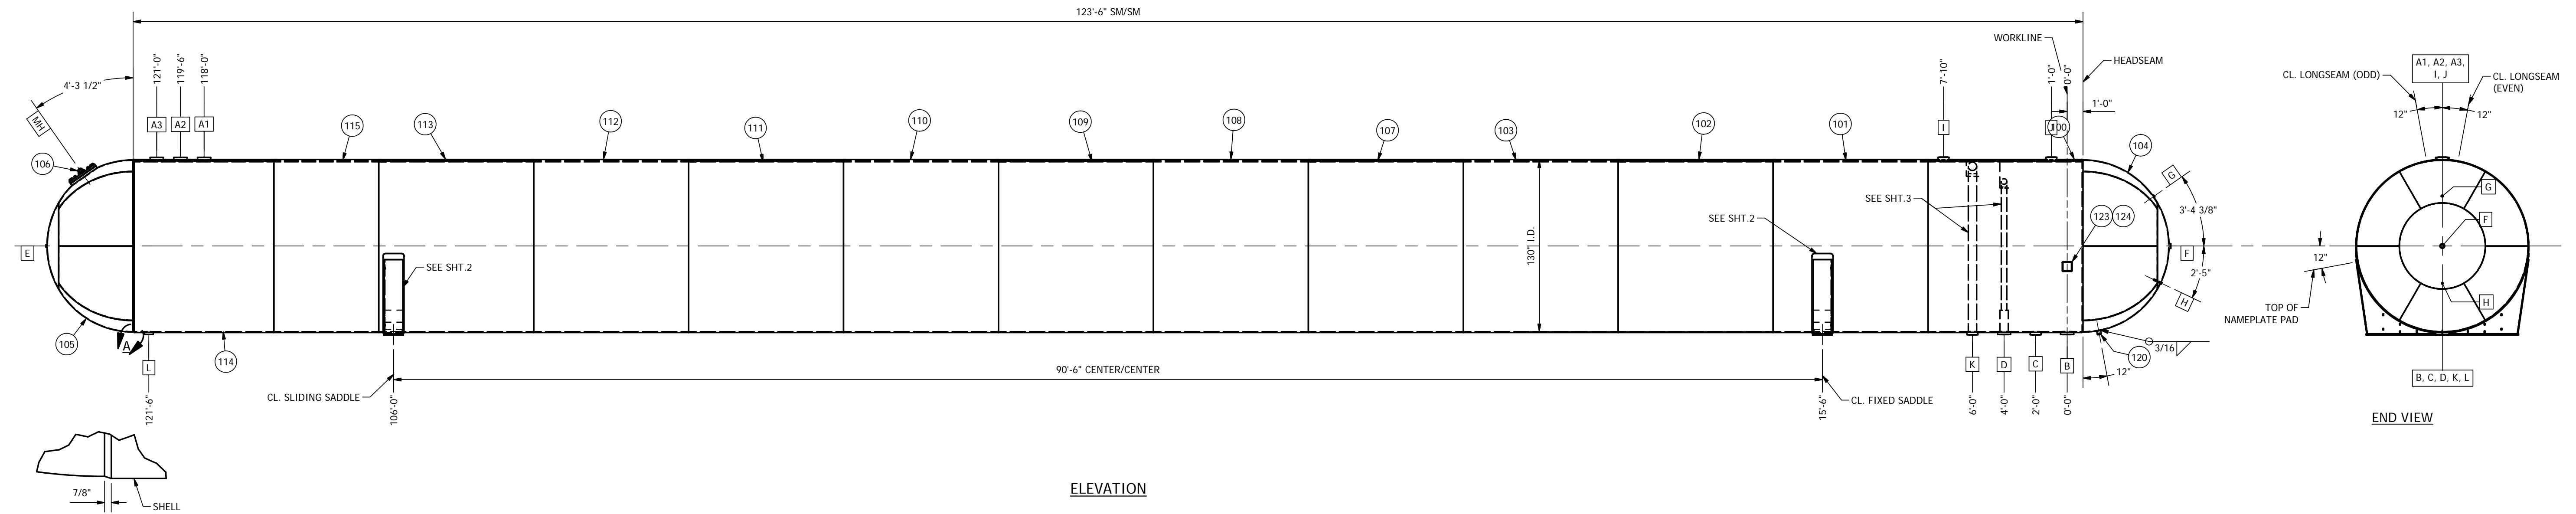 123'-6" SM/SM
WORKLINE
HEADSEAM
4'-3 1/2"
MH
121'-0"
119'-6"
118'-0"
7'-10"
1'-0"
0'-0"
1'-0"
A3
A2
A1
I
J
106
115
113
112
111
110
109
108
107
103
102
101
100
104
G
3'-4 3/8"
SEE SHT.3
SEE SHT.2
123
124
130" I.D.
E
F
SEE SHT.2
2'-5"
H
105
A
114
L
121'-6"
CL. SLIDING SADDLE
106'-0"
90'-6" CENTER/CENTER
15'-6"
CL. FIXED SADDLE
K
D
C
B
6'-0"
4'-0"
2'-0"
0'-0"
3/16
120
12"
7/8"
SHELL
ELEVATION
A1, A2, A3,
I, J
CL. LONGSEAM (ODD)
CL. LONGSEAM
(EVEN)
12"
12"
G
F
12"
TOP OF
NAMEPLATE PAD
H
B, C, D, K, L
END VIEW